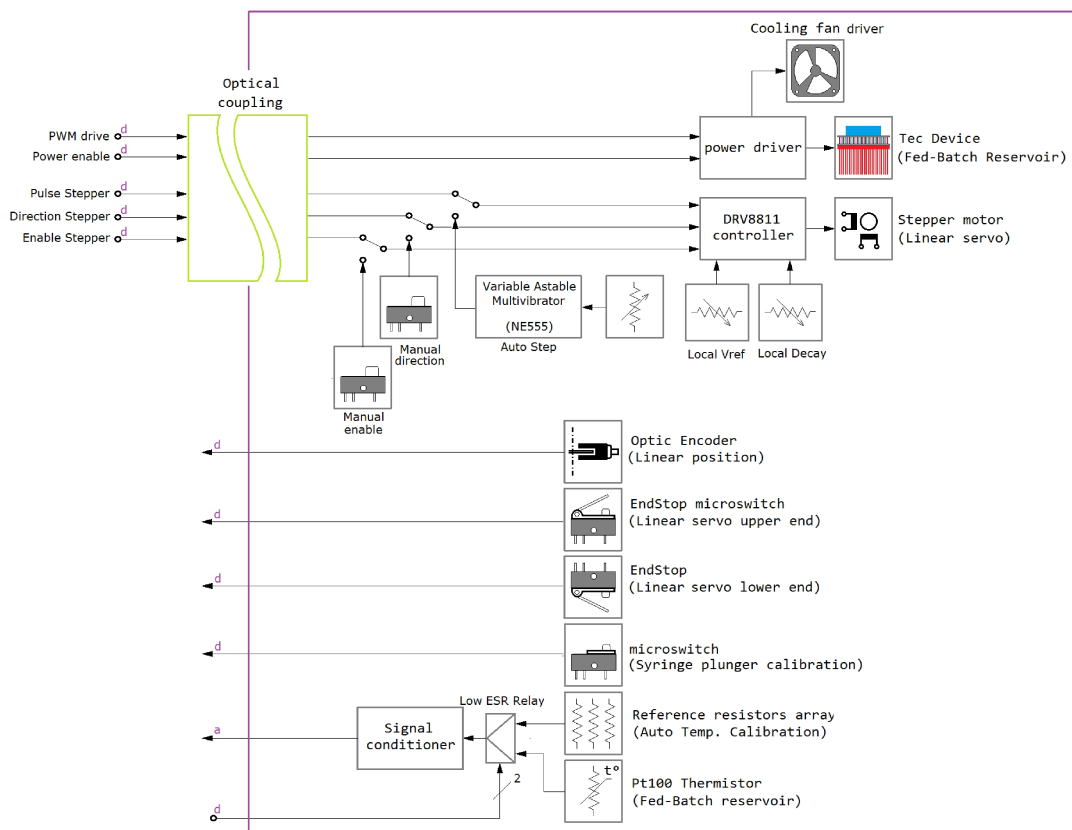 Cooling fan driver
Optical
coupling
PWM drive
d
Power enable
d
power driver
Tec Device
(Fed-Batch Reservoir)
Pulse Stepper
d
Direction Stepper
d
Enable Stepper
d
DRV8811
controller
Stepper motor
(Linear servo)
Variable Astable
Multivibrator
(NE555)
Auto Step
Local Vref
Local Decay
Manual
direction
Manual
enable
d
Optic Encoder
(Linear position)
d
EndStop microswitch
(Linear servo upper end)
d
EndStop
(Linear servo lower end)
d
microswitch
(Syringe plunger calibration)
Low ESR Relay
a
Signal
conditioner
Reference resistors array
(Auto Temp. Calibration)
2
tº
Pt100 Thermistor
(Fed-Batch reservoir)
d